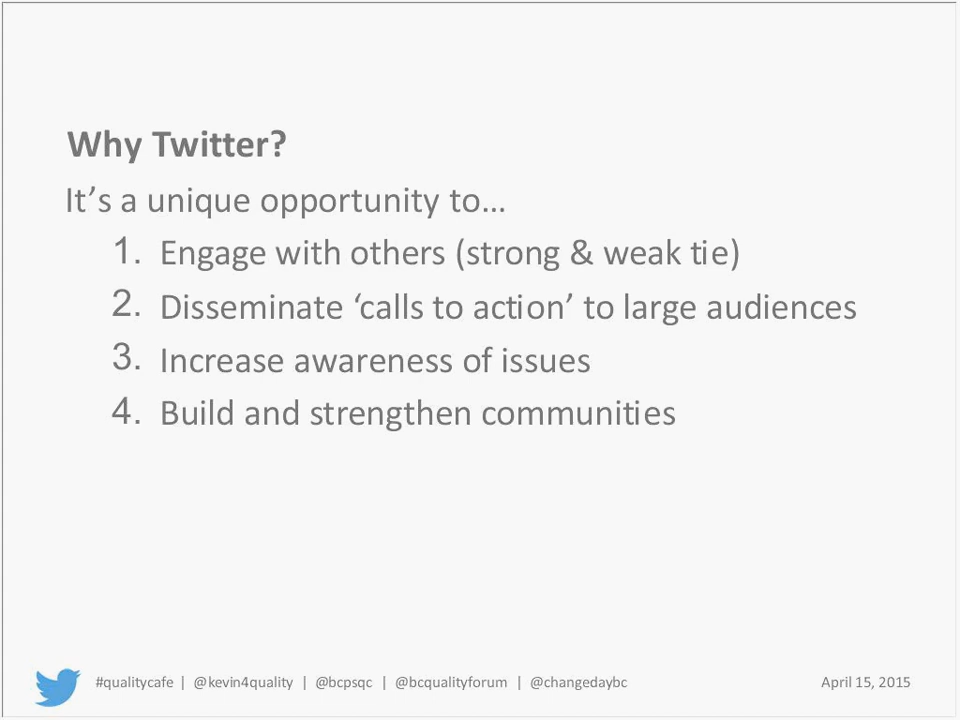 Why Twitter?
It’s a unique opportunity to…
1. Engage with others (strong & weak tie)
2. Disseminate ‘calls to action’ to large audiences
3. Increase awareness of issues
4. Build and strengthen communities
#qualitycafe | @kevin4quality | @bcpsqc | @bcqualityforum | @changedaybc April 15, 2015